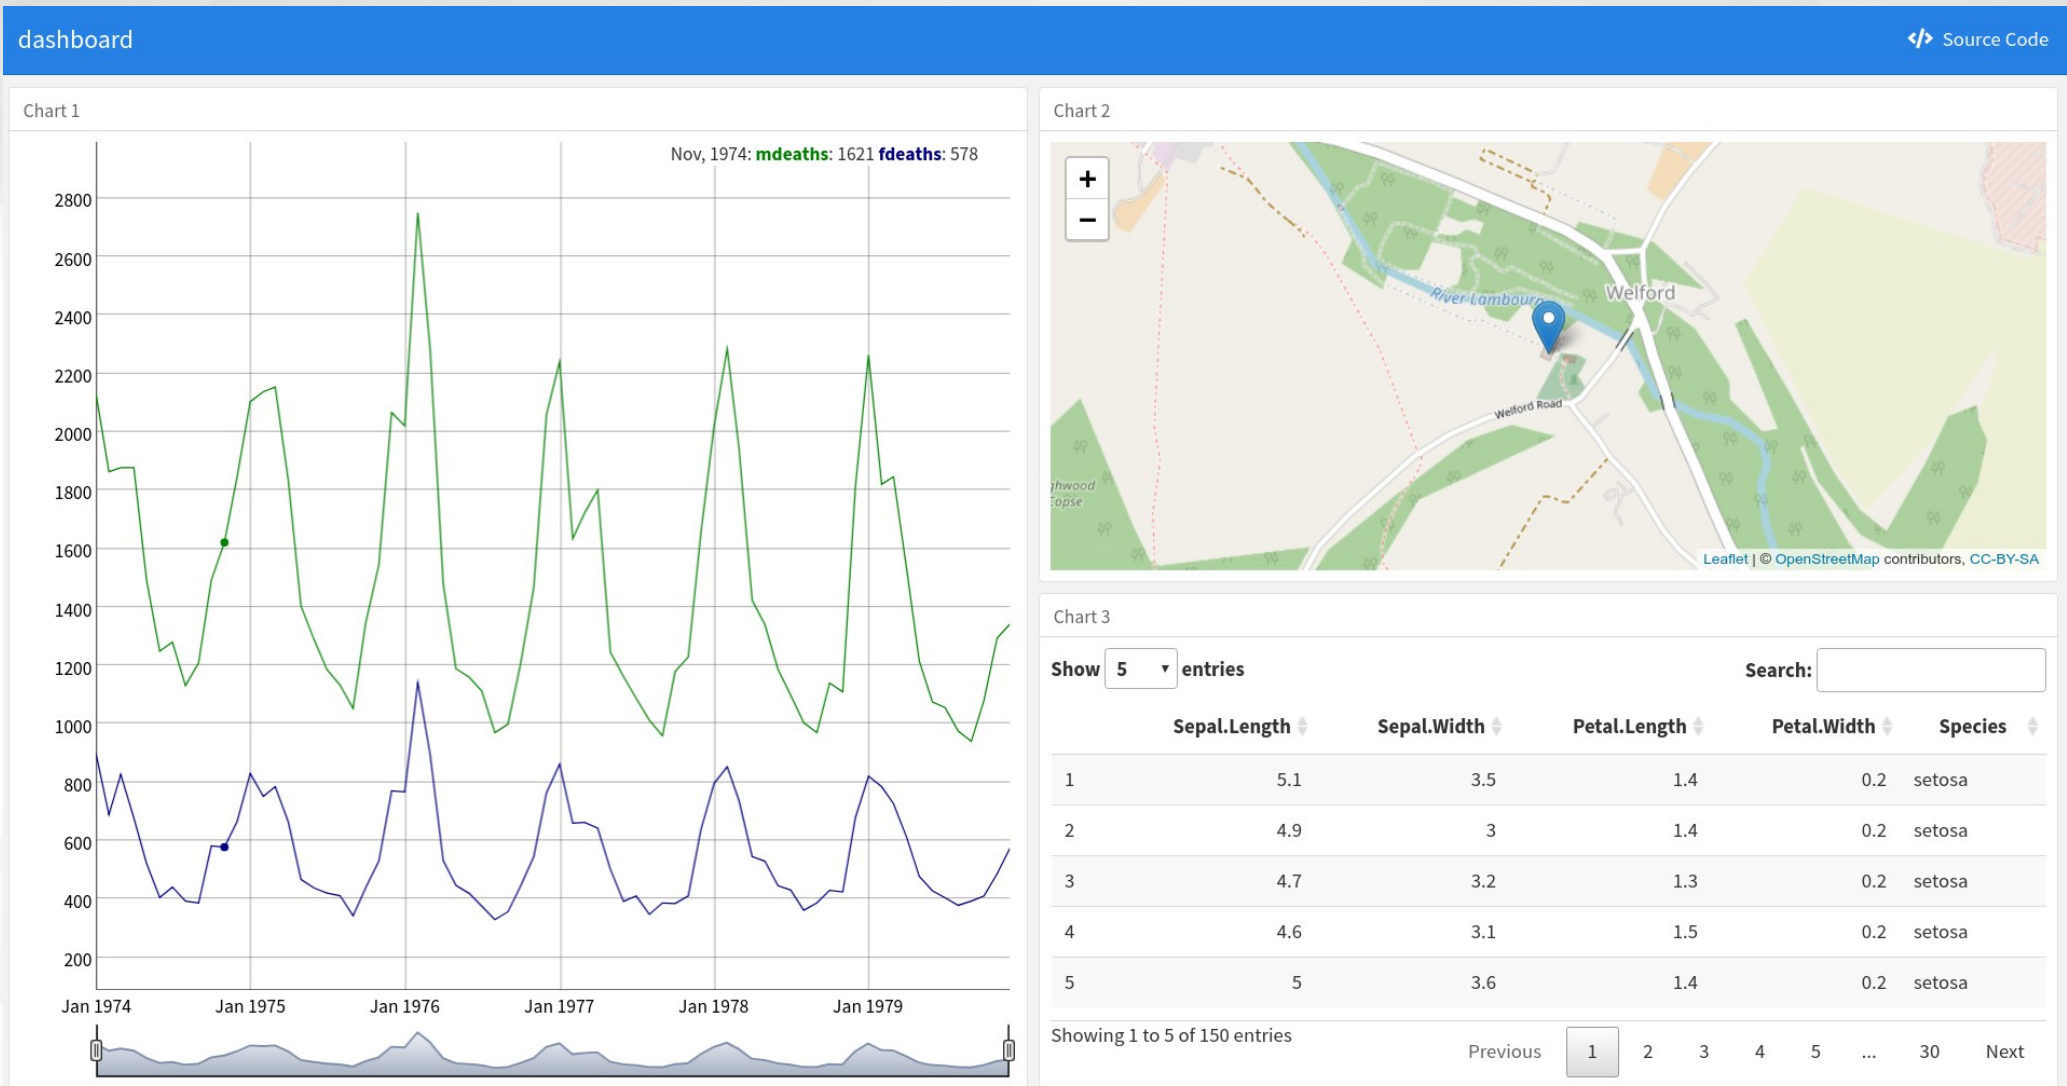 dashboard
</> Source Code
Chart 1
Nov, 1974: mdeaths: 1621 fdeaths: 578
2800
2600
2400
2200
2000
1800
1600
1400
1200
1000
800
600
400
200
Jan 1974 Jan 1975 Jan 1976 Jan 1977 Jan 1978 Jan 1979
Chart 2
+
−
River Lambourn
Welford
Welford Road
ghwood
Copse
Leaflet | © OpenStreetMap contributors, CC-BY-SA
Chart 3
Show 5 entries Search:
Sepal.Length Sepal.Width Petal.Length Petal.Width Species
1 5.1 3.5 1.4 0.2 setosa
2 4.9 3 1.4 0.2 setosa
3 4.7 3.2 1.3 0.2 setosa
4 4.6 3.1 1.5 0.2 setosa
5 5 3.6 1.4 0.2 setosa
Showing 1 to 5 of 150 entries
Previous 1 2 3 4 5 ... 30 Next